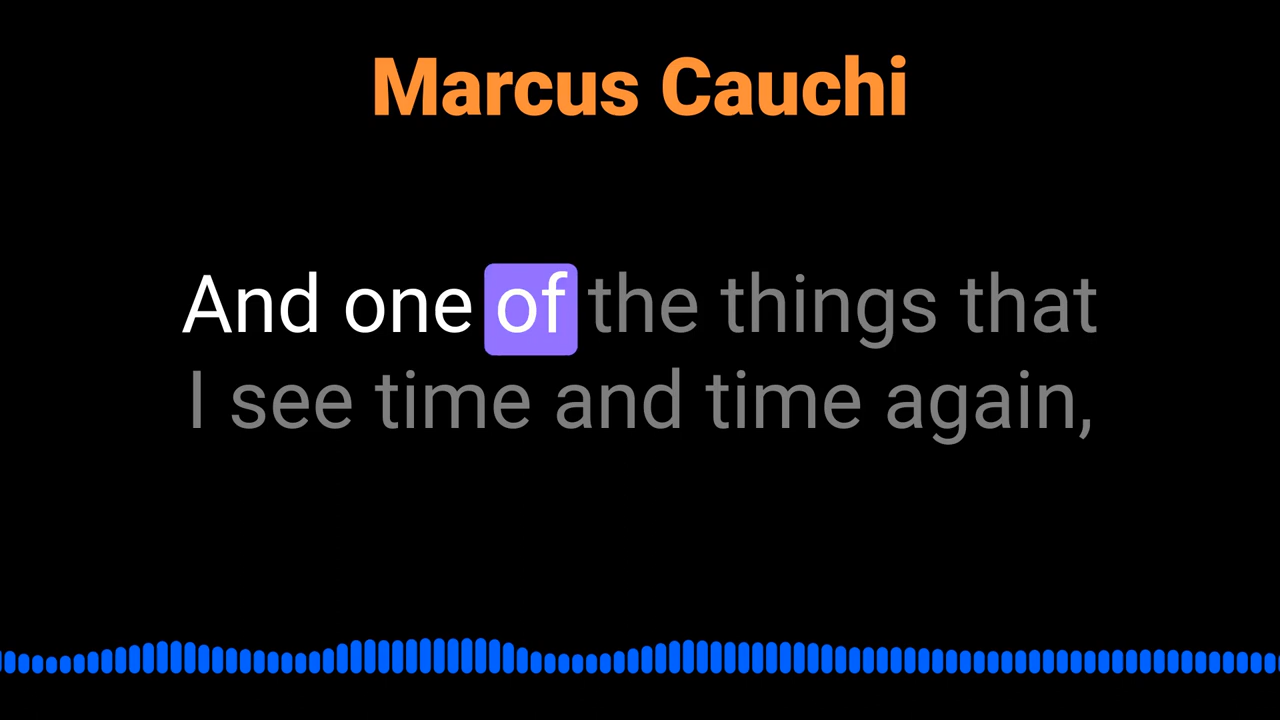 Marcus Cauchi
And one of the things that
I see time and time again,